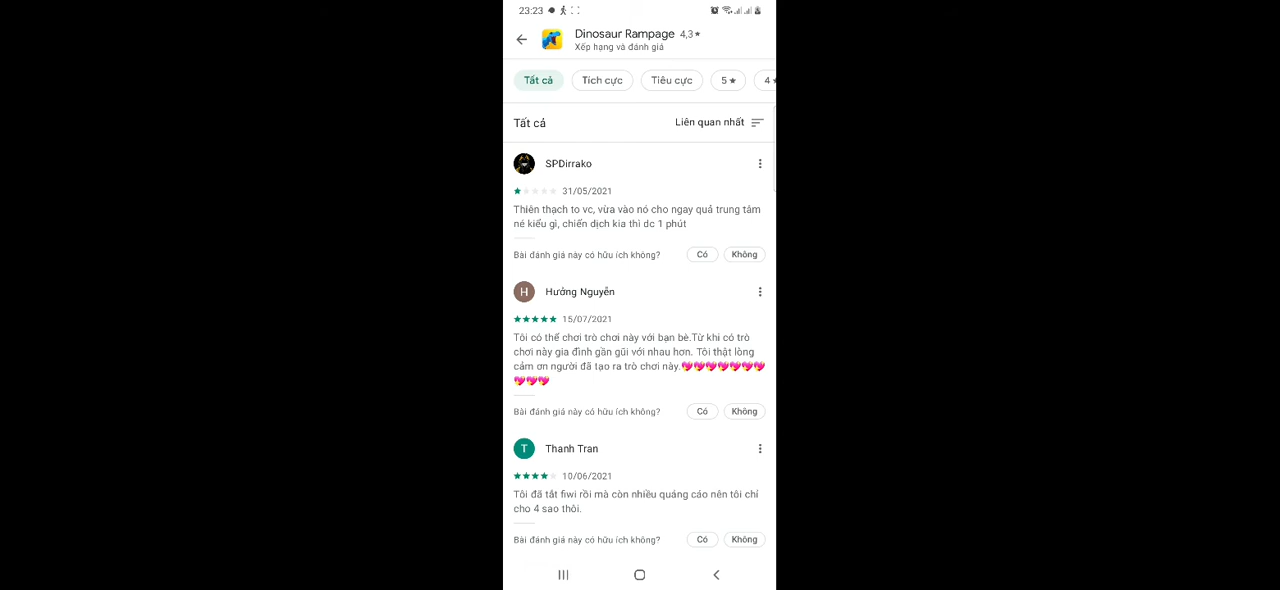 23:23
Dinosaur Rampage 4,3★
Xếp hạng và đánh giá
Tất cả Tích cực Tiêu cực 5★ 4★
Tất cả Liên quan nhất
SPDirrako
31/05/2021
Thiên thạch to vc, vừa vào nó cho ngay quả trung tâm
né kiểu gì, chiến dịch kia thì dc 1 phút
Bài đánh giá này có hữu ích không? Có Không
H Hưởng Nguyễn
15/07/2021
Tôi có thể chơi trò chơi này với bạn bè.Từ khi có trò
chơi này gia đình gần gũi với nhau hơn. Tôi thật lòng
cảm ơn người đã tạo ra trò chơi này.💖💖💖💖💖💖💖
💖💖💖
Bài đánh giá này có hữu ích không? Có Không
T Thanh Tran
10/06/2021
Tôi đã tắt fiwi rồi mà còn nhiều quảng cáo nên tôi chỉ
cho 4 sao thôi.
Bài đánh giá này có hữu ích không? Có Không